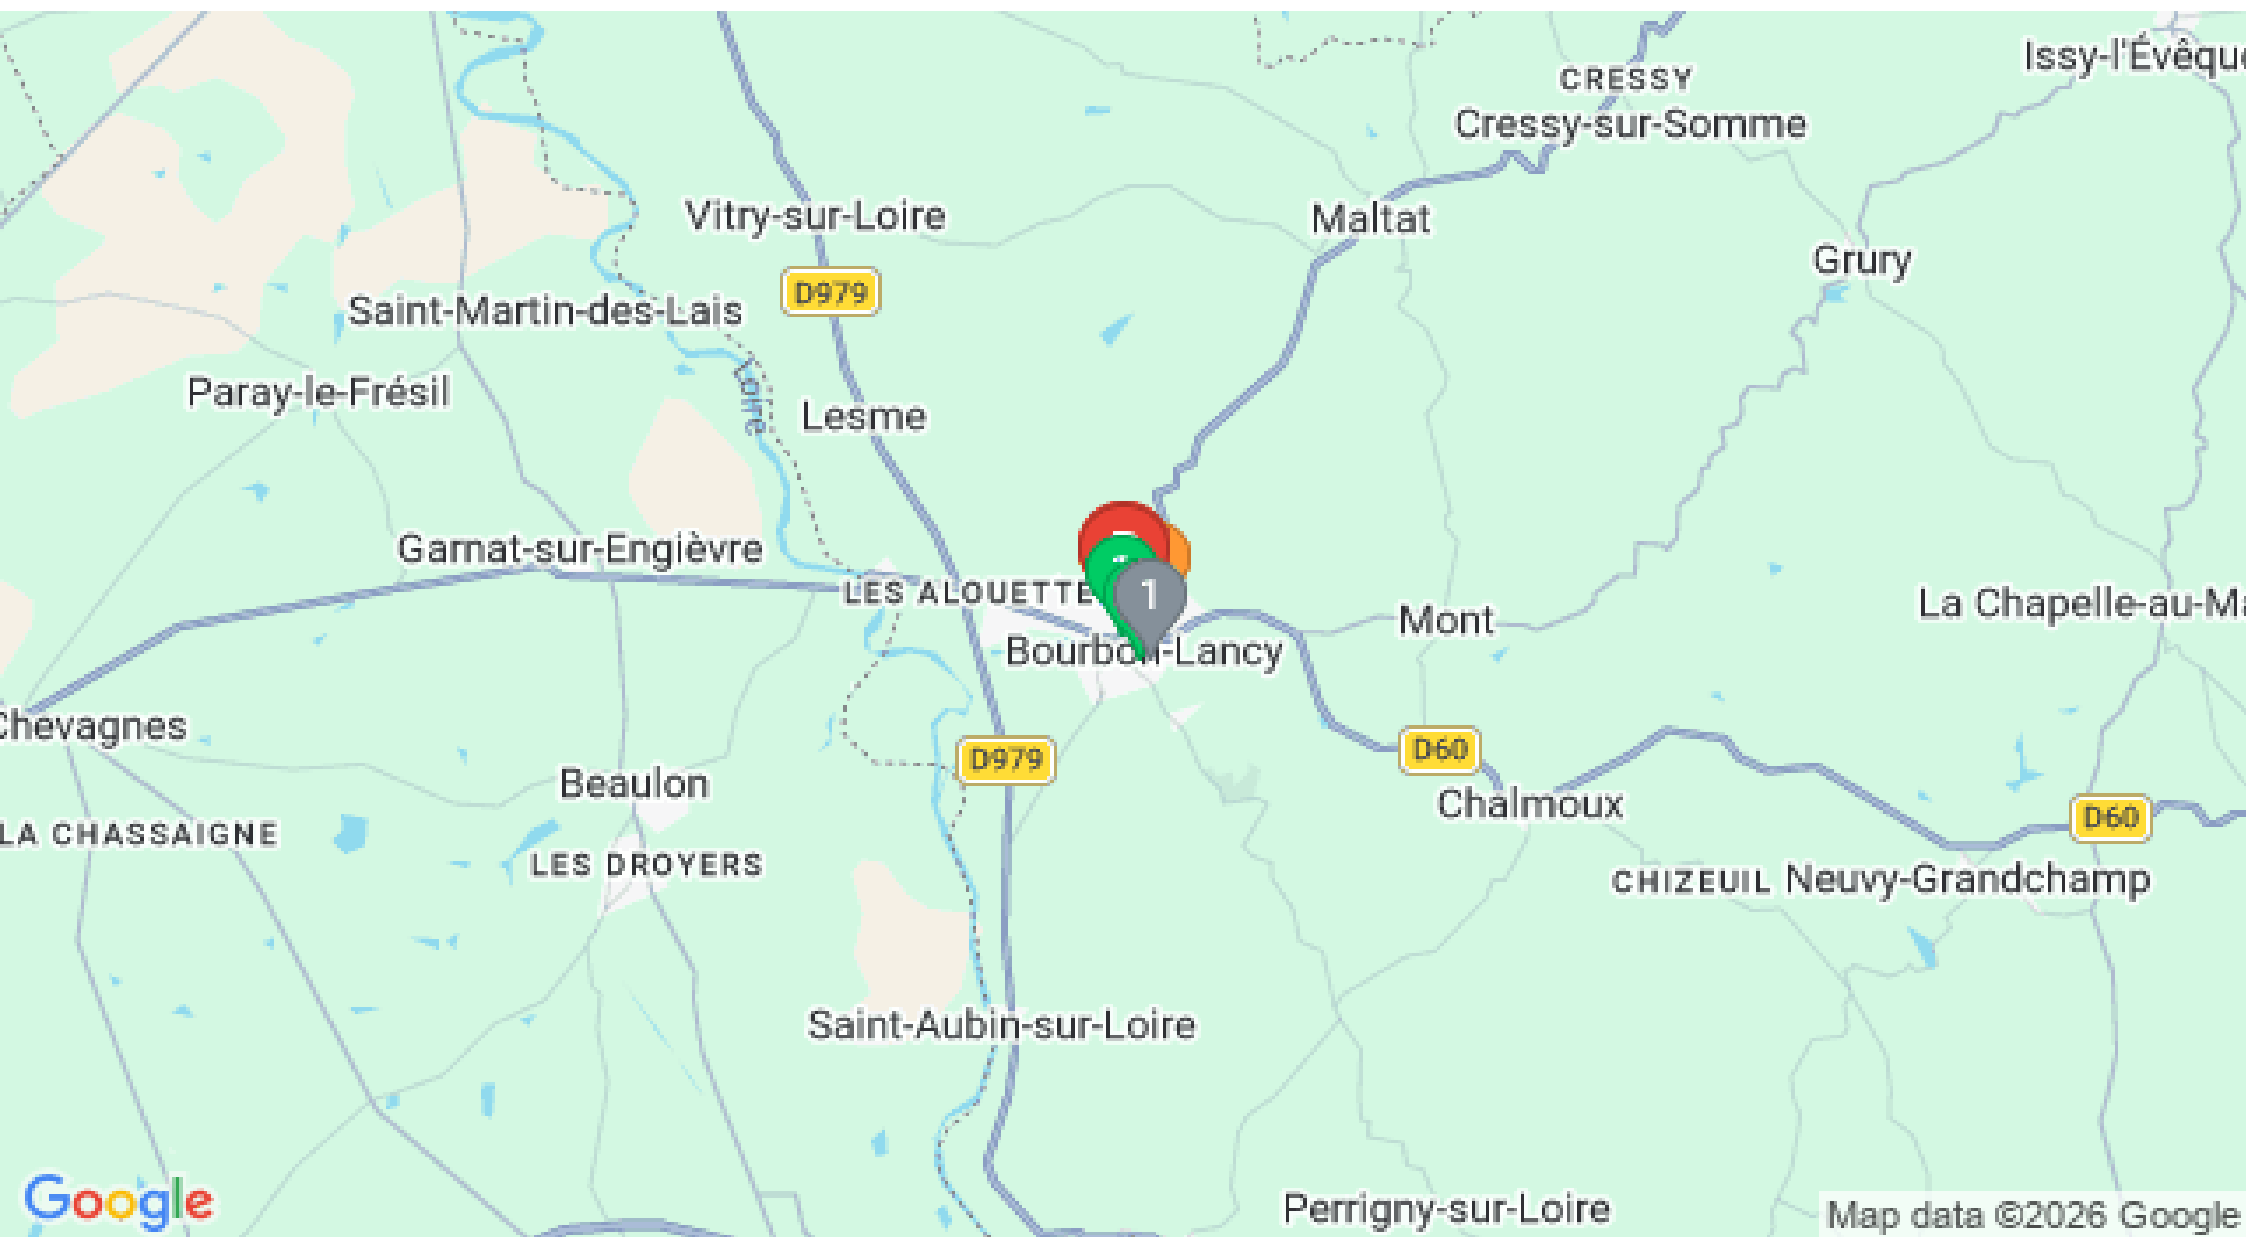 Issy-l'Évêqu
CRESSY
Cressy-sur-Somme
Vitry-sur-Loire
Maltat
Grury
D979
Saint-Martin-des-Lais
Paray-le-Frésil
Loire
Lesme
Garnat-sur-Engièvre
LES ALOUETTE
1
La Chapelle-au-Ma
Mont
Bourbon-Lancy
Chevagnes
D979
D60
Beaulon
Chalmoux
D60
LA CHASSAIGNE
LES DROYERS
CHIZEUIL
Neuvy-Grandchamp
Saint-Aubin-sur-Loire
Google
Perrigny-sur-Loire
Map data ©2026 Google